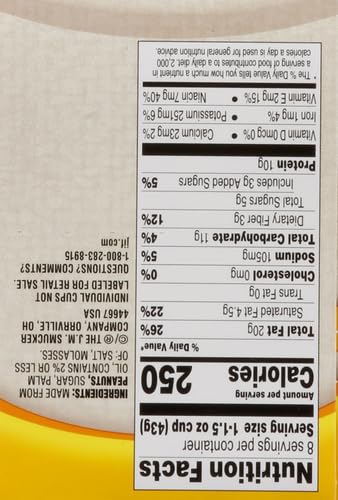 Nutrition Facts
8 servings per container
Serving size 1-1.5 oz cup (43g)
Amount per serving
Calories 250
% Daily Value*
Total Fat 20g 26%
Saturated Fat 4.5g 22%
Trans Fat 0g
Cholesterol 0mg 0%
Sodium 105mg 5%
Total Carbohydrate 11g 4%
Dietary Fiber 3g 12%
Total Sugars 5g
Includes 3g Added Sugars 5%
Protein 10g
Vitamin D 0mcg 0% • Calcium 23mg 2%
Iron 1mg 4% • Potassium 251mg 6%
Vitamin E 2mg 15% • Niacin 7mg 40%
* The % Daily Value tells you how much a nutrient in
a serving of food contributes to a daily diet. 2,000
calories a day is used for general nutrition advice.
INGREDIENTS: MADE FROM
PEANUTS, SUGAR, PALM
OIL, CONTAINS 2% OR LESS
OF: SALT, MOLASSES.
©/® THE J.M. SMUCKER
COMPANY, ORRVILLE, OH
44667 USA
INDIVIDUAL CUPS NOT
LABELED FOR RETAIL SALE.
QUESTIONS? COMMENTS?
1-800-283-8915
jif.com